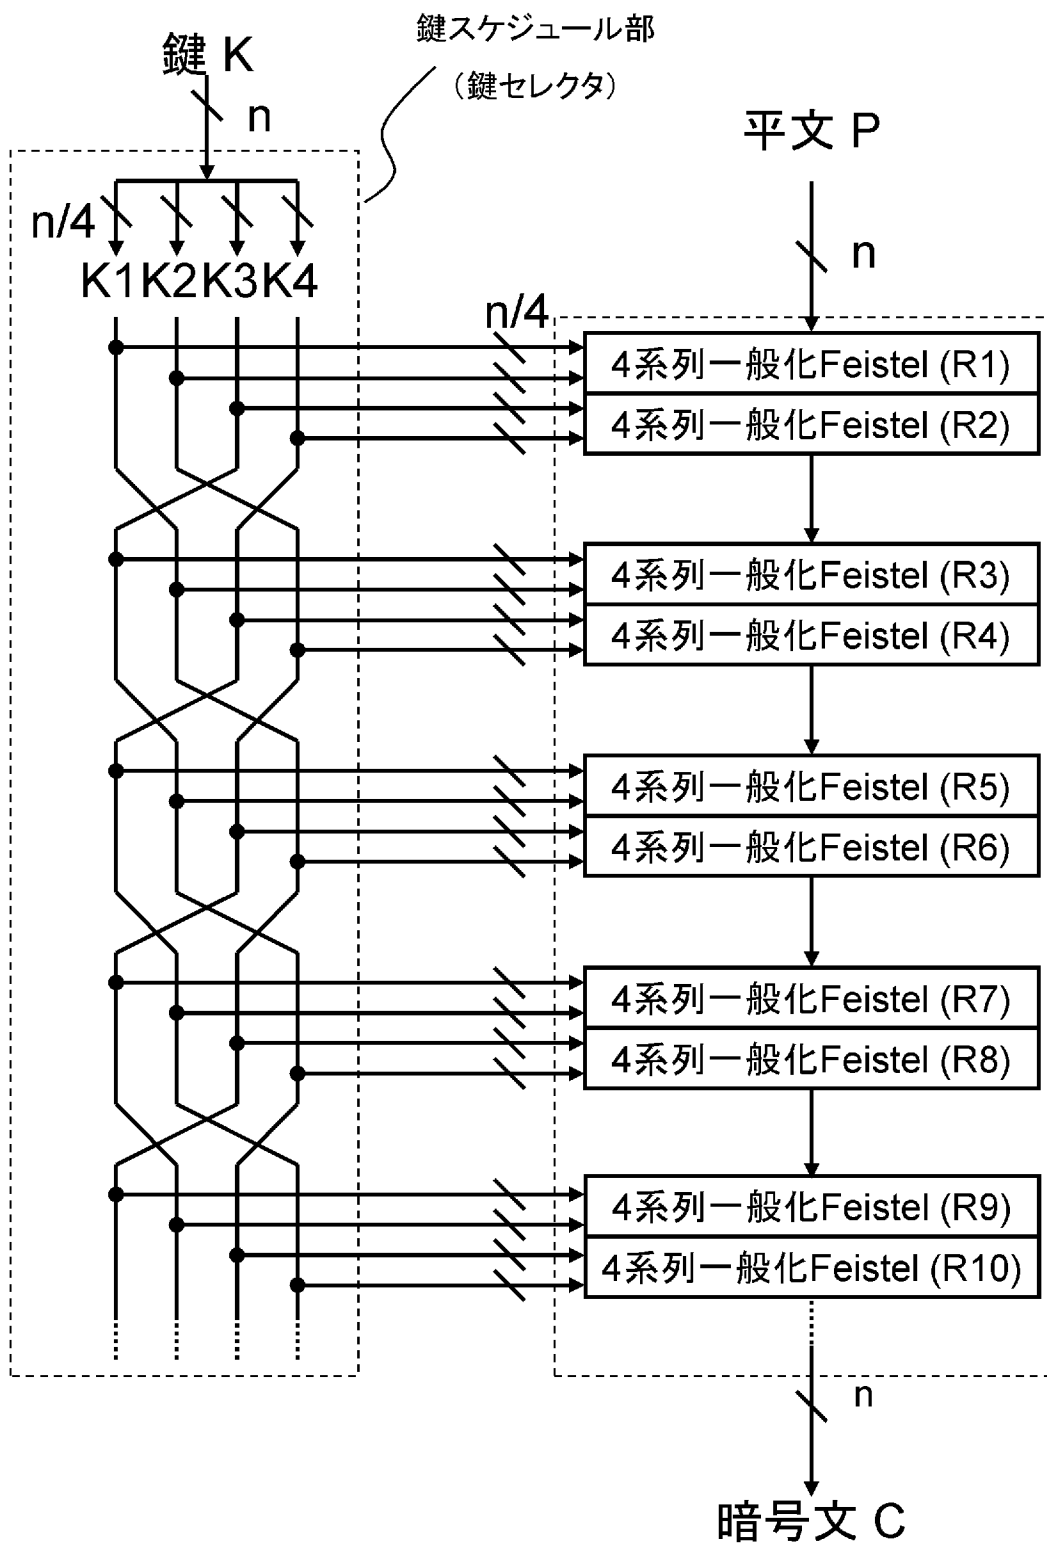 鍵スケジュール部
（鍵セレクタ）
鍵 K
n
n/4
K1 K2 K3 K4
平文 P
n
n/4
4系列一般化Feistel (R1)
4系列一般化Feistel (R2)
4系列一般化Feistel (R3)
4系列一般化Feistel (R4)
4系列一般化Feistel (R5)
4系列一般化Feistel (R6)
4系列一般化Feistel (R7)
4系列一般化Feistel (R8)
4系列一般化Feistel (R9)
4系列一般化Feistel (R10)
n
暗号文 C